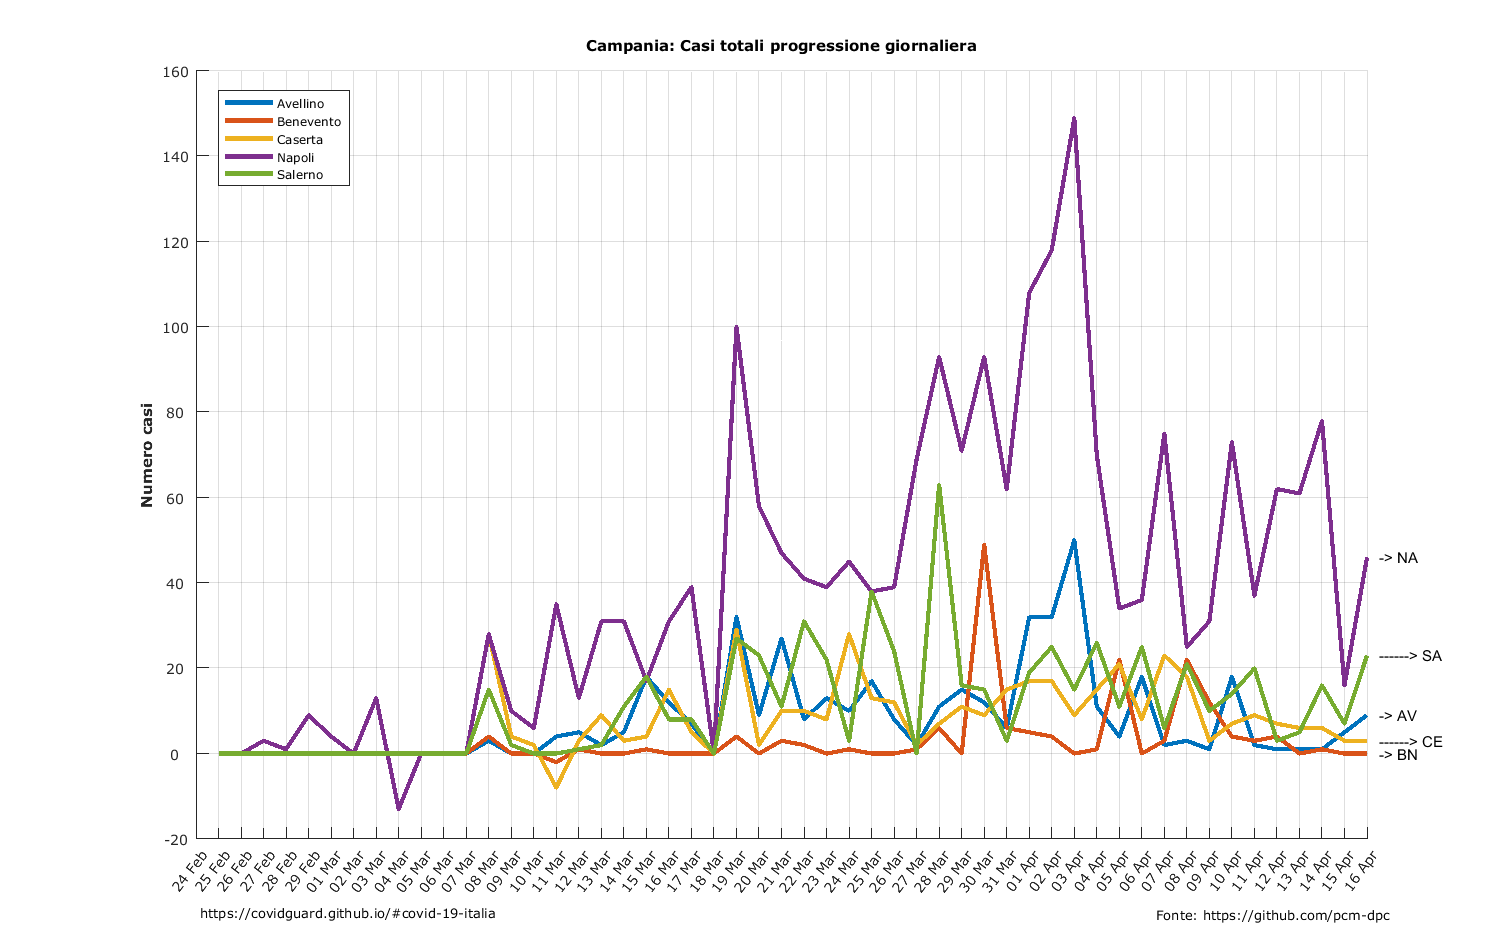 Campania: Casi totali progressione giornaliera
160
140
120
100
80
60
40
20
0
-20
Numero casi
Avellino
Benevento
Caserta
Napoli
Salerno
-> NA
------> SA
-> AV
------> CE
-> BN
24 Feb
25 Feb
26 Feb
27 Feb
28 Feb
29 Feb
01 Mar
02 Mar
03 Mar
04 Mar
05 Mar
06 Mar
07 Mar
08 Mar
09 Mar
10 Mar
11 Mar
12 Mar
13 Mar
14 Mar
15 Mar
16 Mar
17 Mar
18 Mar
19 Mar
20 Mar
21 Mar
22 Mar
23 Mar
24 Mar
25 Mar
26 Mar
27 Mar
28 Mar
29 Mar
30 Mar
31 Mar
01 Apr
02 Apr
03 Apr
04 Apr
05 Apr
06 Apr
07 Apr
08 Apr
09 Apr
10 Apr
11 Apr
12 Apr
13 Apr
14 Apr
15 Apr
16 Apr
https://covidguard.github.io/#covid-19-italia
Fonte: https://github.com/pcm-dpc